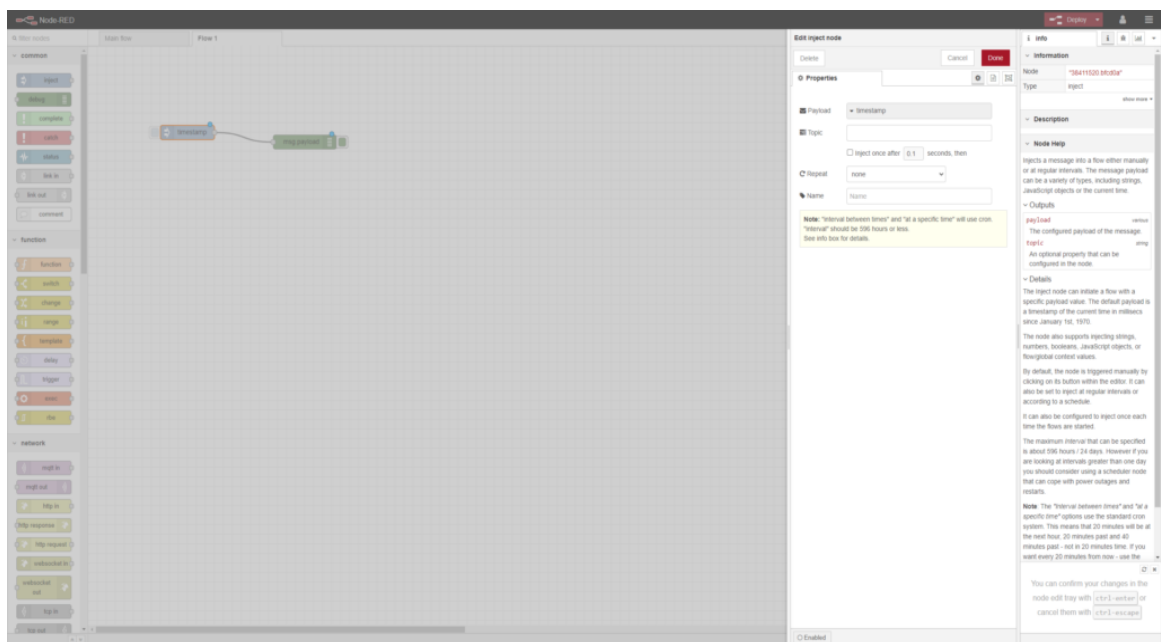 Node-RED
Deploy
filter nodes
Main flow
Flow 1
common
inject
debug
complete
catch
status
link in
link out
comment
function
function
switch
change
range
template
delay
trigger
exec
rbe
network
mqtt in
mqtt out
http in
http response
http request
websocket in
websocket
out
tcp in
tcp out
timestamp
msg.payload
Edit inject node
Delete
Cancel
Done
Properties
Payload
timestamp
Topic
Inject once after 0.1 seconds, then
Repeat
none
Name
Name
Note: "interval between times" and "at a specific time" will use cron.
"interval" should be 596 hours or less.
See info box for details.
Enabled
info
Information
Node
Type
inject
show more
Description
Node Help
Injects a message into a flow either manually
or at regular intervals. The message payload
can be a variety of types, including strings,
JavaScript objects or the current time.
Outputs
payload various
The configured payload of the message.
topic string
An optional property that can be
configured in the node.
Details
The Inject node can initiate a flow with a
specific payload value. The default payload is
a timestamp of the current time in millisecs
since January 1st, 1970.
The node also supports injecting strings,
numbers, booleans, JavaScript objects, or
flow/global context values.
By default, the node is triggered manually by
clicking on its button within the editor. It can
also be set to inject at regular intervals or
according to a schedule.
It can also be configured to inject once each
time the flows are started.
The maximum interval that can be specified
is about 596 hours / 24 days. However if you
are looking at intervals greater than one day
you should consider using a scheduler node
that can cope with power outages and
restarts.
Note: The "interval between times" and "at a
specific time" options use the standard cron
system. This means that 20 minutes will be at
the next hour, 20 minutes past and 40
minutes past - not in 20 minutes time. If you
want every 20 minutes from now - use the
You can confirm your changes in the
node edit tray with ctrl-enter or
cancel them with ctrl-escape